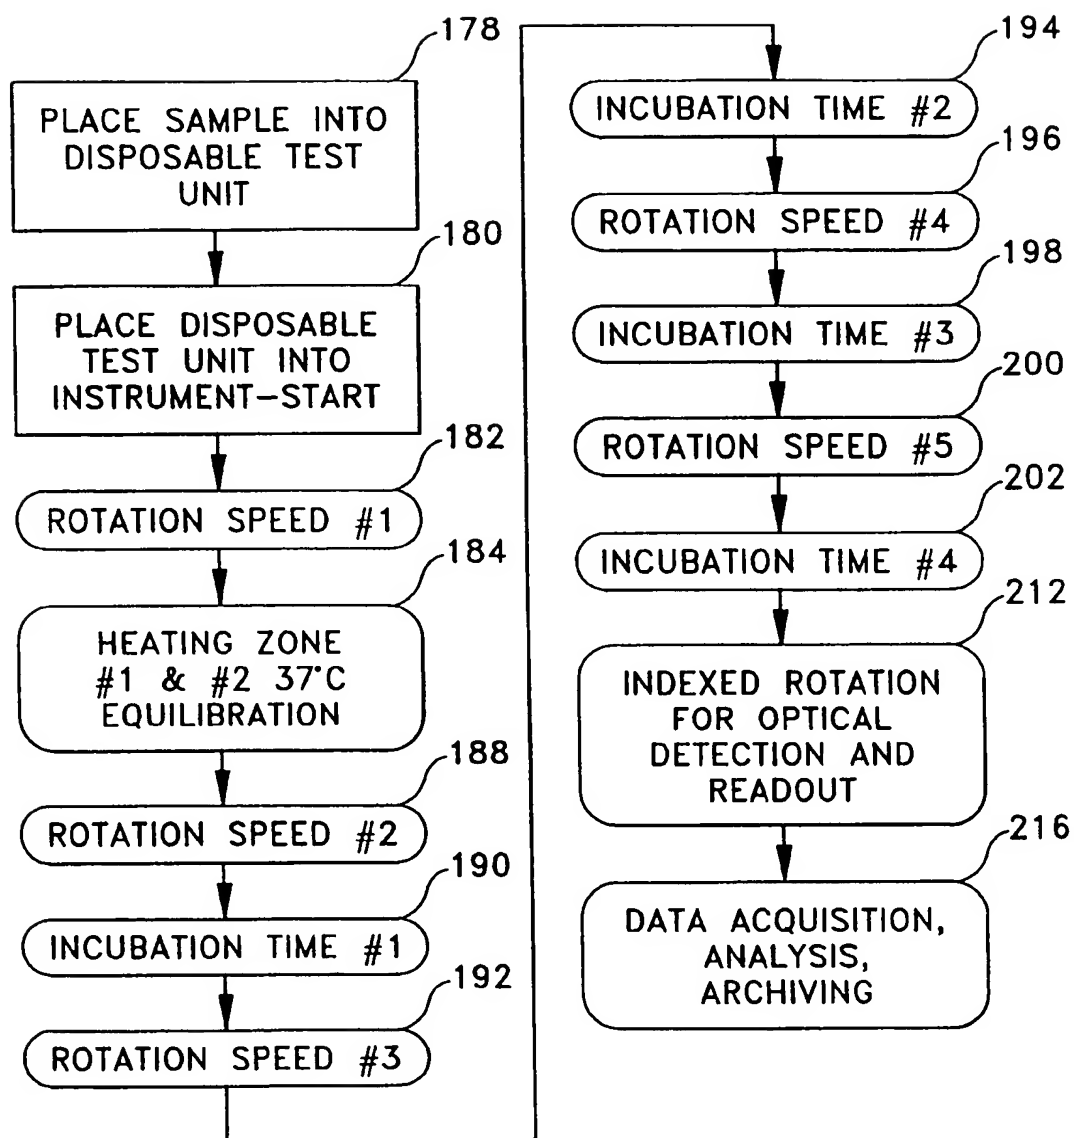 178
PLACE SAMPLE INTO
DISPOSABLE TEST
UNIT
180
PLACE DISPOSABLE
TEST UNIT INTO
INSTRUMENT-START
182
ROTATION SPEED #1
184
HEATING ZONE
#1 & #2 37°C
EQUILIBRATION
188
ROTATION SPEED #2
190
INCUBATION TIME #1
192
ROTATION SPEED #3
194
INCUBATION TIME #2
196
ROTATION SPEED #4
198
INCUBATION TIME #3
200
ROTATION SPEED #5
202
INCUBATION TIME #4
212
INDEXED ROTATION
FOR OPTICAL
DETECTION AND
READOUT
216
DATA ACQUISITION,
ANALYSIS,
ARCHIVING